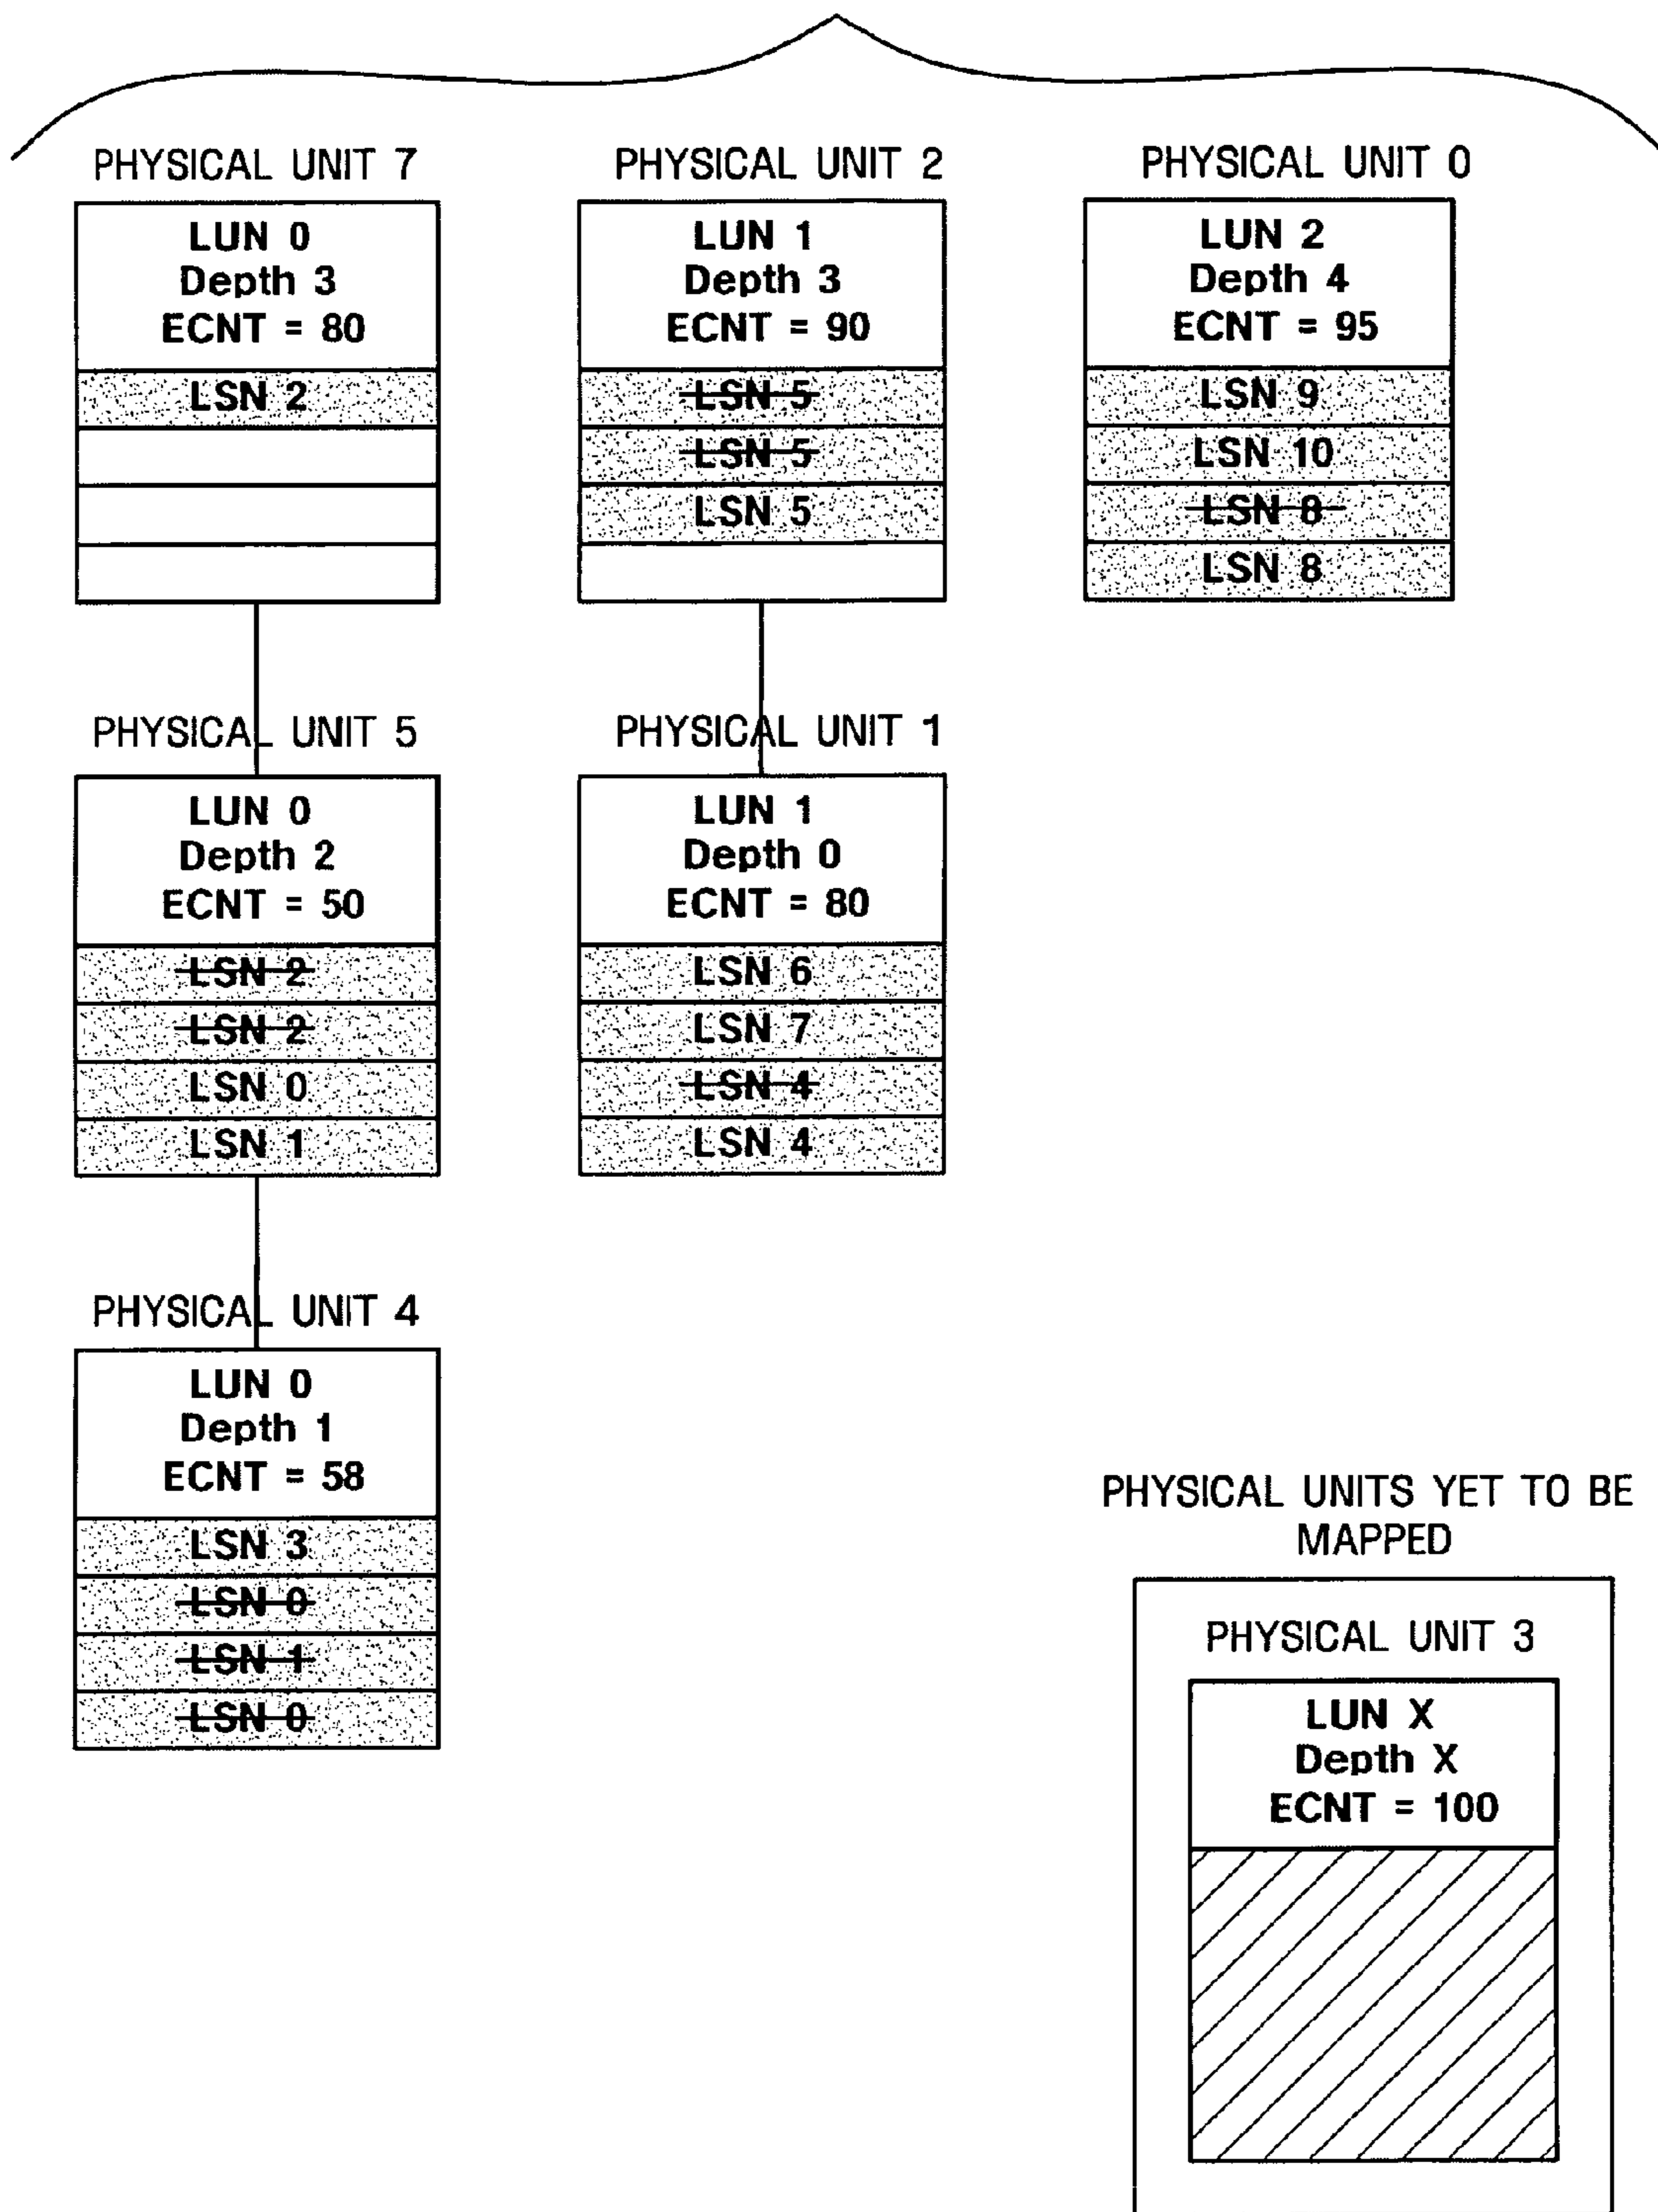 PHYSICAL UNIT 7
LUN 0
Depth 3
ECNT = 80
LSN 2
PHYSICAL UNIT 5
LUN 0
Depth 2
ECNT = 50
LSN 2
LSN 2
LSN 0
LSN 1
PHYSICAL UNIT 4
LUN 0
Depth 1
ECNT = 58
LSN 3
LSN 0
LSN 1
LSN 0
PHYSICAL UNIT 2
LUN 1
Depth 3
ECNT = 90
LSN 5
LSN 5
LSN 5
PHYSICAL UNIT 1
LUN 1
Depth 0
ECNT = 80
LSN 6
LSN 7
LSN 4
LSN 4
PHYSICAL UNIT 0
LUN 2
Depth 4
ECNT = 95
LSN 9
LSN 10
LSN 8
LSN 8
PHYSICAL UNITS YET TO BE
MAPPED
PHYSICAL UNIT 3
LUN X
Depth X
ECNT = 100